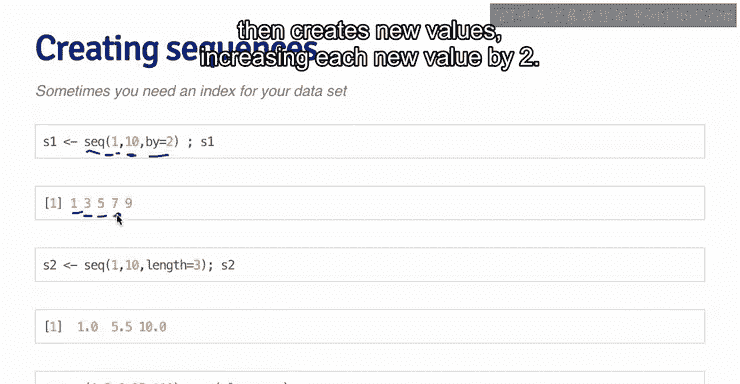 then creates new values,
Creating sequences
increasing each new value by 2.
Sometimes you need an index for your data set
s1 <- seq(1,10,by=2) ; s1
[1] 1 3 5 7 9
s2 <- seq(1,10,length=3); s2
[1]  1.0  5.5 10.0